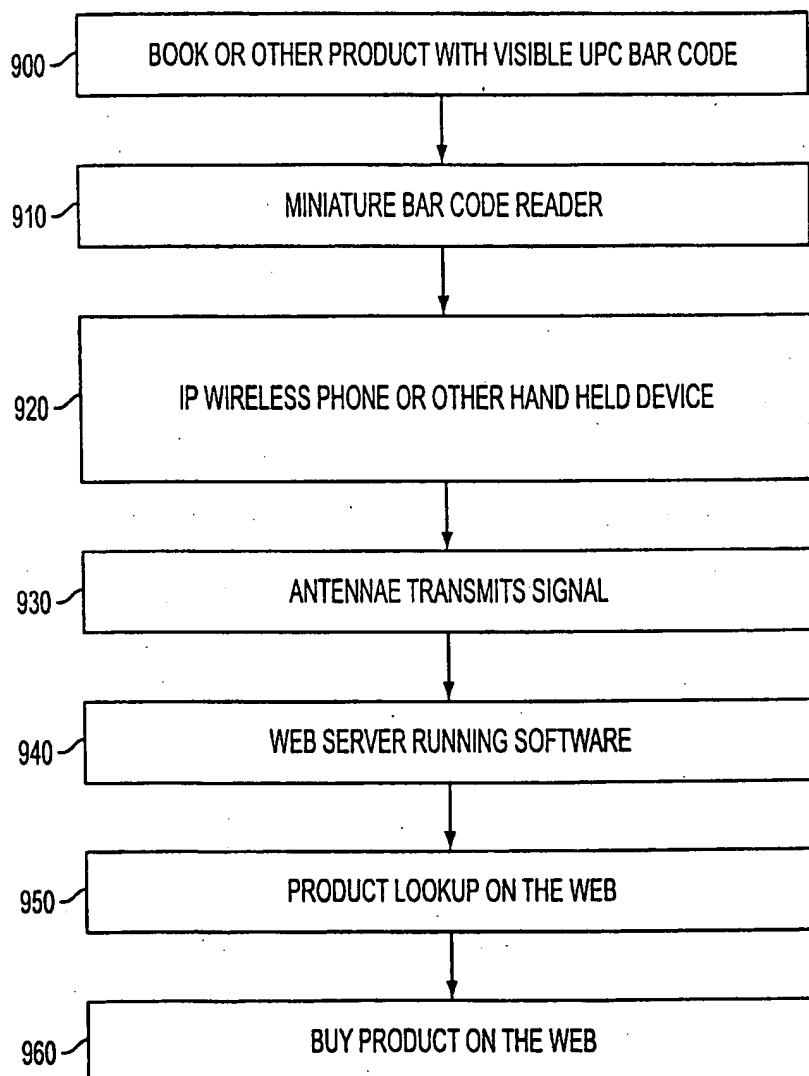 900 BOOK OR OTHER PRODUCT WITH VISIBLE UPC BAR CODE
910 MINIATURE BAR CODE READER
920 IP WIRELESS PHONE OR OTHER HAND HELD DEVICE
930 ANTENNAE TRANSMITS SIGNAL
940 WEB SERVER RUNNING SOFTWARE
950 PRODUCT LOOKUP ON THE WEB
960 BUY PRODUCT ON THE WEB